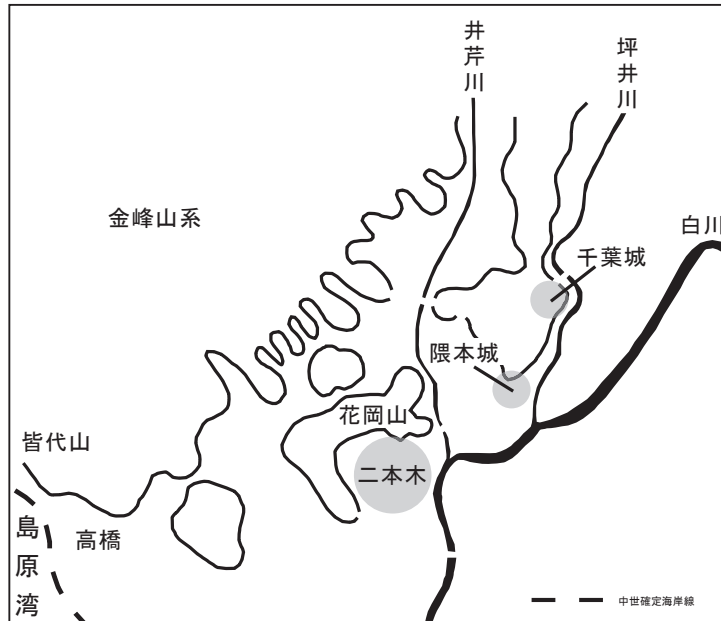 井芹川
坪井川
白川
金峰山系
千葉城
隈本城
花岡山
皆代山
二本木
島原湾
高橋
中世確定海岸線